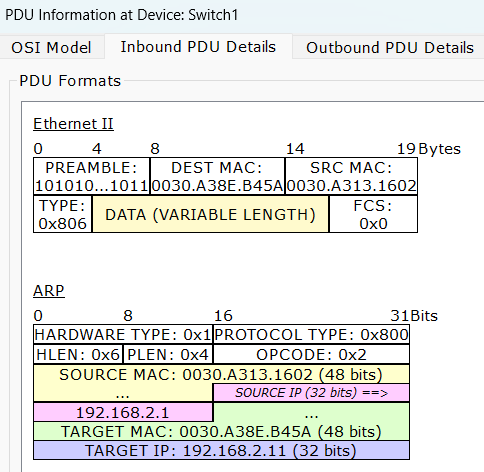 PDU Information at Device: Switch1
OSI Model Inbound PDU Details Outbound PDU Details
PDU Formats
Ethernet II
0 4 8 14 19 Bytes
PREAMBLE: DEST MAC: SRC MAC:
101010...1011 0030.A38E.B45A 0030.A313.1602
TYPE: DATA (VARIABLE LENGTH) FCS:
0x806 0x0
ARP
0 8 16 31 Bits
HARDWARE TYPE: 0x1 PROTOCOL TYPE: 0x800
HLEN: 0x6 PLEN: 0x4 OPCODE: 0x2
SOURCE MAC: 0030.A313.1602 (48 bits)
... SOURCE IP (32 bits) ==>
192.168.2.1 ...
TARGET MAC: 0030.A38E.B45A (48 bits)
TARGET IP: 192.168.2.11 (32 bits)